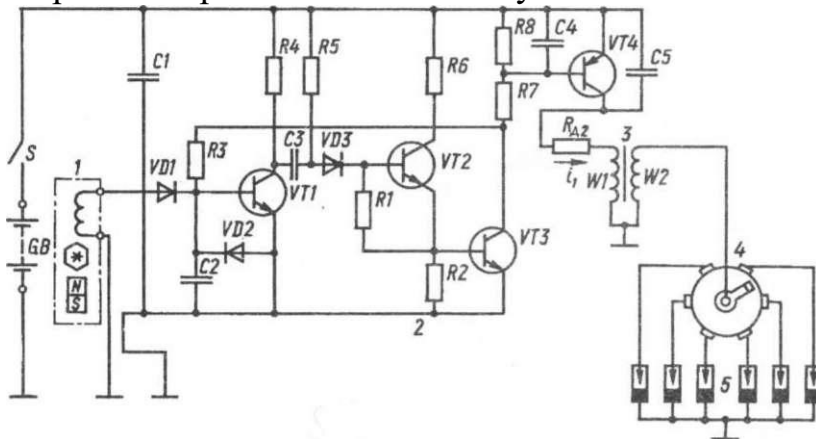 R4 R5 R8 C4
C1 R6 VT4 C5
R7
S 1 R3 C3 VD3 R_Д2 3
VD1 VT1 VT2 i₁ W1 W2
GB R1
VD2 VT3
N C2 R2 4
S
2
5